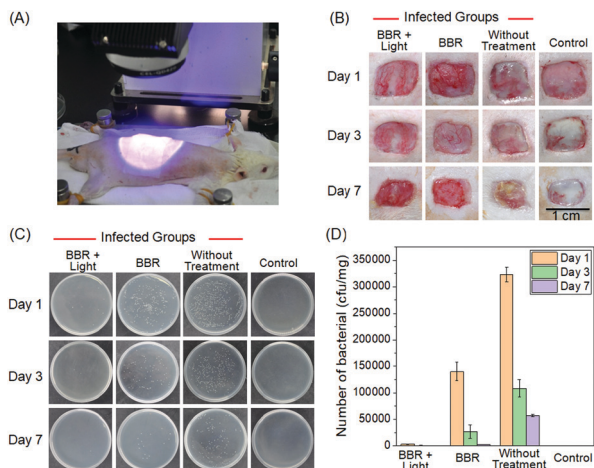 (A)
(B)
Infected Groups
BBR + Light
BBR
Without Treatment
Control
Day 1
Day 3
Day 7
1 cm
(C)
Infected Groups
BBR + Light
BBR
Without Treatment
Control
Day 1
Day 3
Day 7
(D)
Number of bacterial (cfu/mg)
350000
300000
250000
200000
150000
100000
50000
0
Day 1
Day 3
Day 7
BBR + Light
BBR
Without Treatment
Control